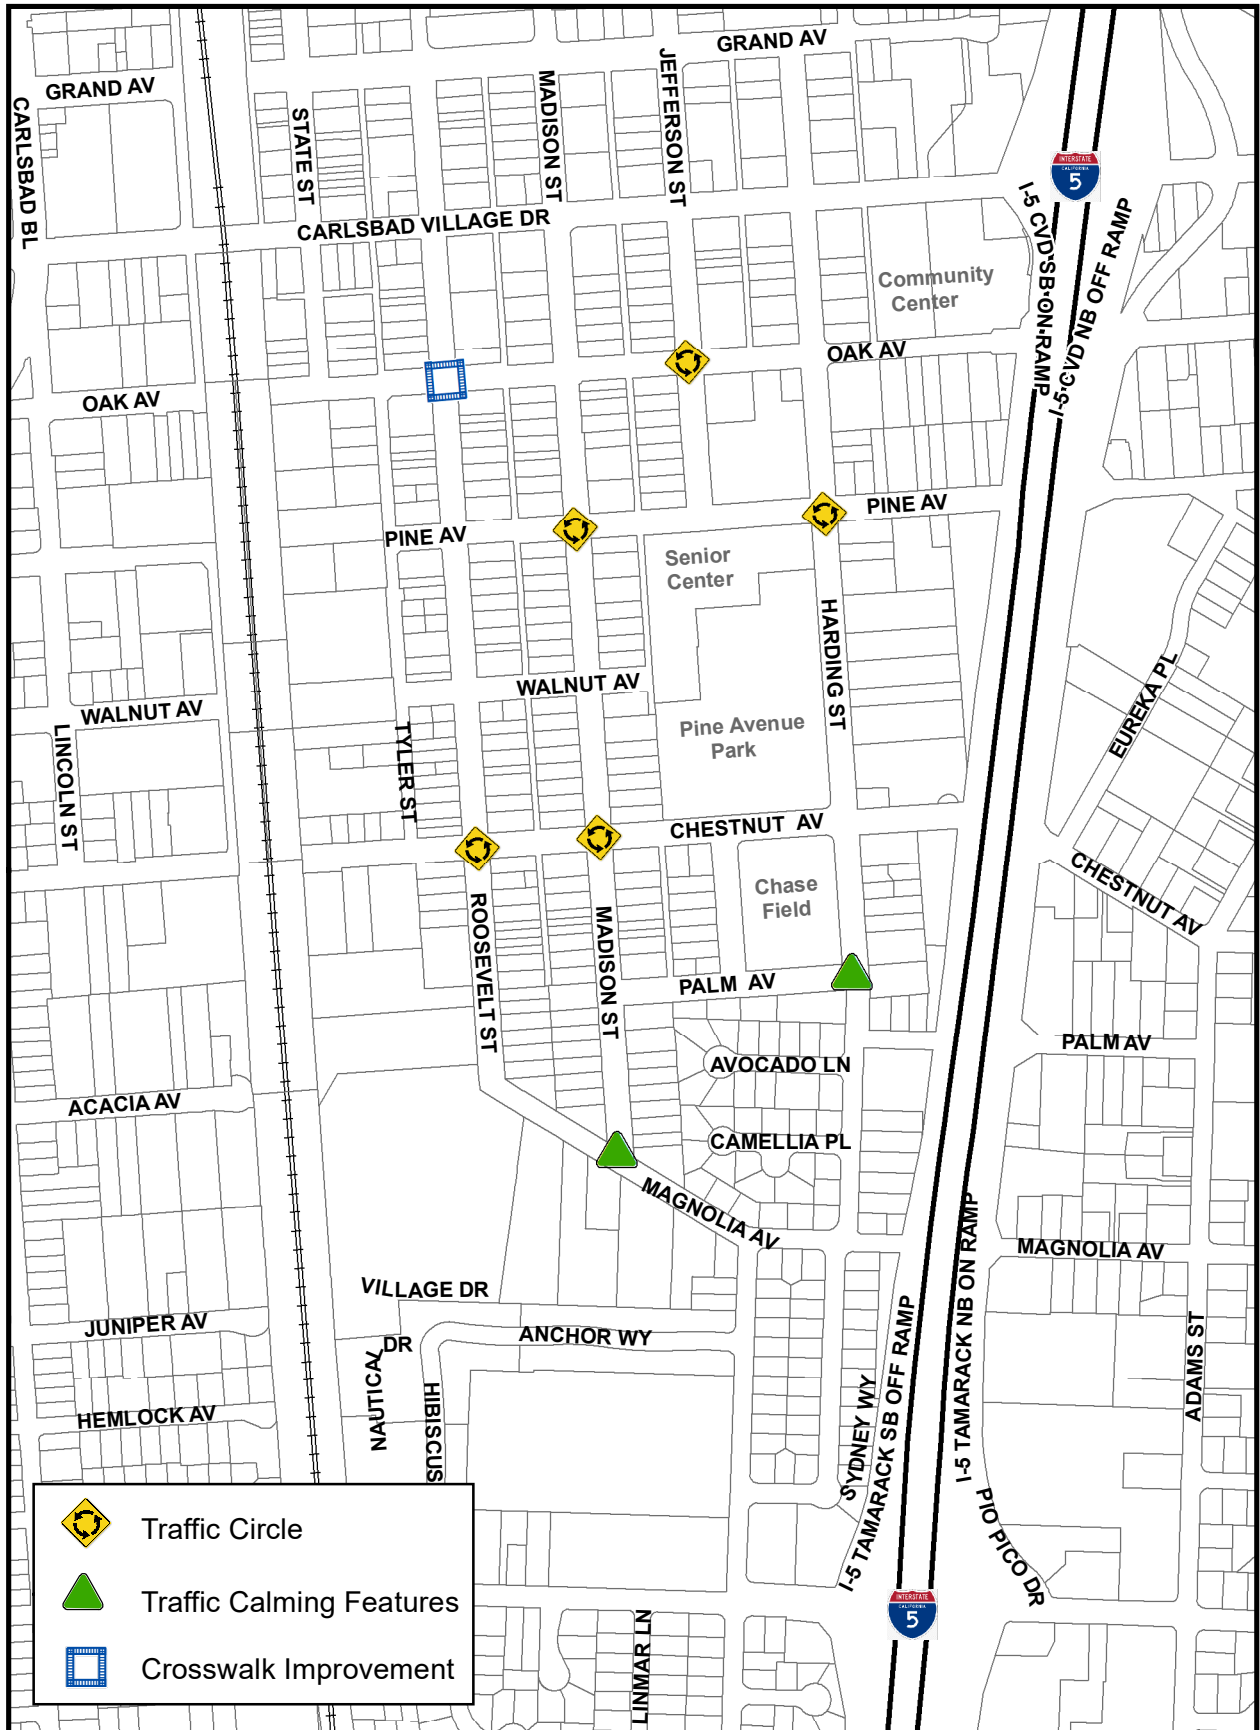 GRAND AV
GRAND AV
CARLSBAD BL
STATE ST
MADISON ST
JEFFERSON ST
INTERSTATE
CALIFORNIA
5
CARLSBAD VILLAGE DR
I-5 CVD SB ON RAMP
I-5 CVD NB OFF RAMP
Community
Center
OAK AV
OAK AV
PINE AV
PINE AV
Senior
Center
HARDING ST
WALNUT AV
WALNUT AV
EUREKA PL
LINCOLN ST
TYLER ST
Pine Avenue
Park
CHESTNUT AV
CHESTNUT AV
Chase
Field
ROOSEVELT ST
MADISON ST
PALM AV
PALM AV
AVOCADO LN
ACACIA AV
CAMELLIA PL
MAGNOLIA AV
MAGNOLIA AV
VILLAGE DR
JUNIPER AV
ANCHOR WY
NAUTICAL DR
HIBISCUS
HEMLOCK AV
SYDNEY WY
I-5 TAMARACK SB OFF RAMP
I-5 TAMARACK NB ON RAMP
ADAMS ST
PIO PICO DR
INTERSTATE
CALIFORNIA
5
LINMAR LN
Traffic Circle
Traffic Calming Features
Crosswalk Improvement